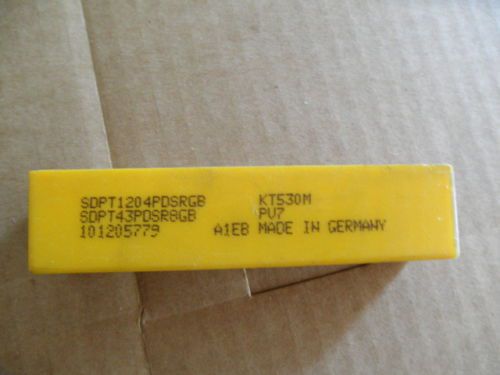 SDPT1204PDSRGB KT530M
SDPT43PDSR8GB PV7
101205779 A1EB MADE IN GERMANY